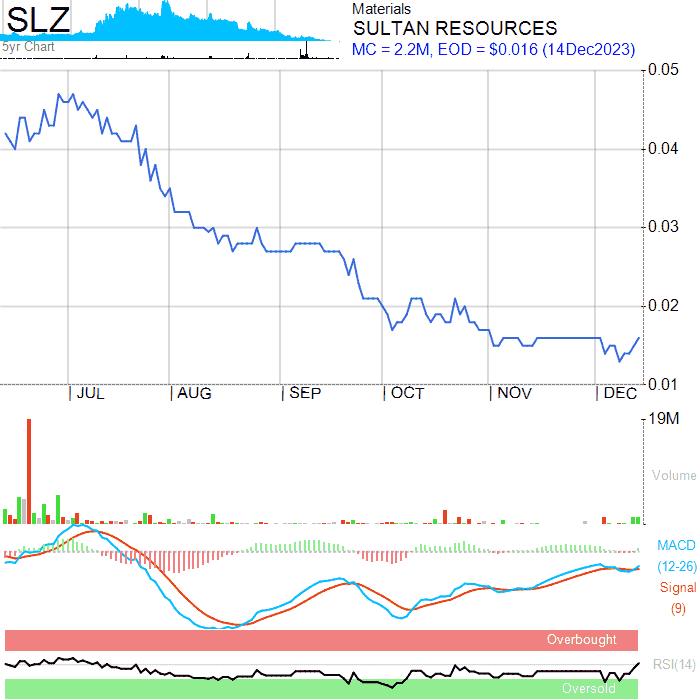 SLZ
5yr Chart
Materials
SULTAN RESOURCES
MC = 2.2M, EOD = $0.016 (14Dec2023)
0.05
0.04
0.03
0.02
0.01
JUL
AUG
SEP
OCT
NOV
DEC
19M
Volume
MACD
(12-26)
Signal
(9)
Overbought
RSI(14)
Oversold